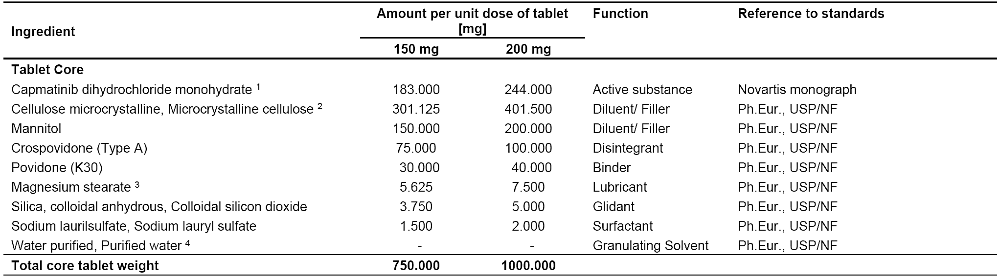 Ingredient Amount per unit dose of tablet [mg] Function Reference to standards
150 mg 200 mg
Tablet Core
Capmatinib dihydrochloride monohydrate 1 183.000 244.000 Active substance Novartis monograph
Cellulose microcrystalline, Microcrystalline cellulose 2 301.125 401.500 Diluent/ Filler Ph.Eur., USP/NF
Mannitol 150.000 200.000 Diluent/ Filler Ph.Eur., USP/NF
Crospovidone (Type A) 75.000 100.000 Disintegrant Ph.Eur., USP/NF
Povidone (K30) 30.000 40.000 Binder Ph.Eur., USP/NF
Magnesium stearate 3 5.625 7.500 Lubricant Ph.Eur., USP/NF
Silica, colloidal anhydrous, Colloidal silicon dioxide 3.750 5.000 Glidant Ph.Eur., USP/NF
Sodium laurilsulfate, Sodium lauryl sulfate 1.500 2.000 Surfactant Ph.Eur., USP/NF
Water purified, Purified water 4 - - Granulating Solvent Ph.Eur., USP/NF
Total core tablet weight 750.000 1000.000